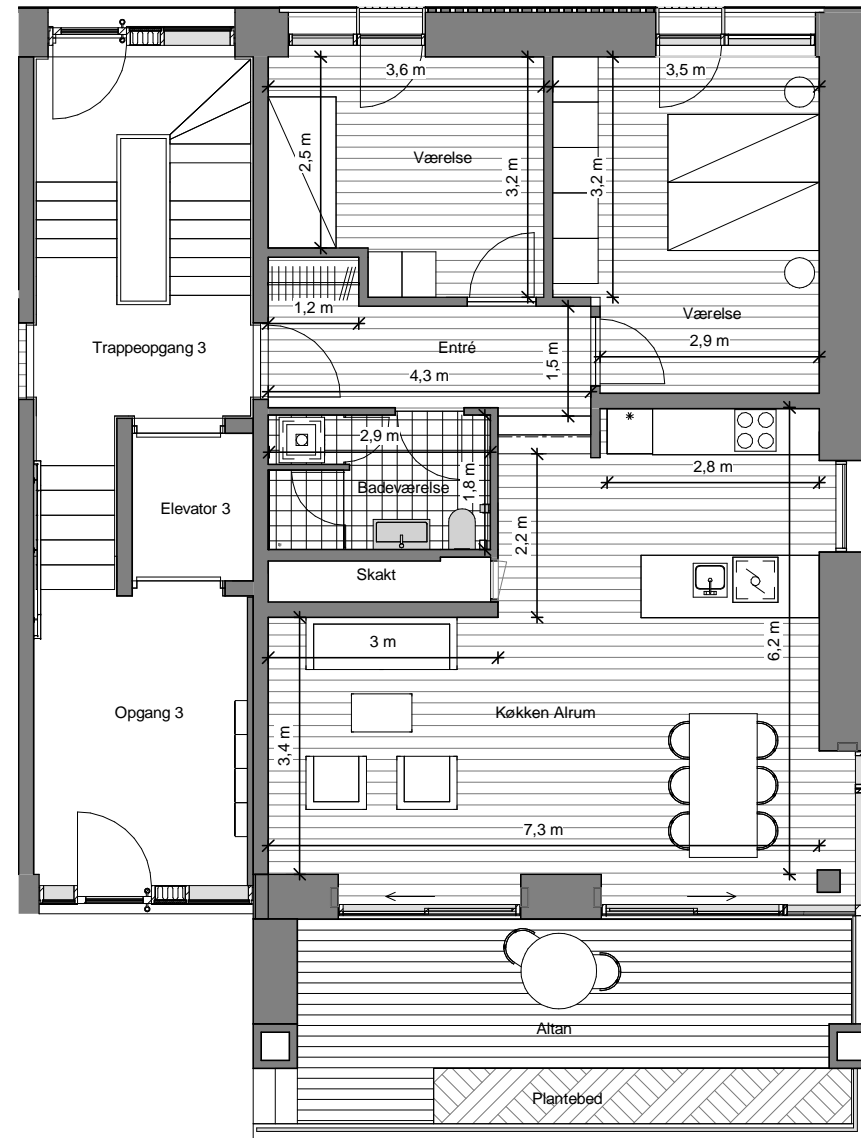 3,6 m
3,5 m
2,5 m
Værelse
3,2 m
3,2 m
1,2 m
Værelse
Trappeopgang 3
Entré
1,5 m
2,9 m
4,3 m
*
2,9 m
2,8 m
Badeværelse
1,8 m
Elevator 3
2,2 m
Skakt
3 m
6,2 m
Opgang 3
Køkken Alrum
3,4 m
7,3 m
Altan
Plantebed